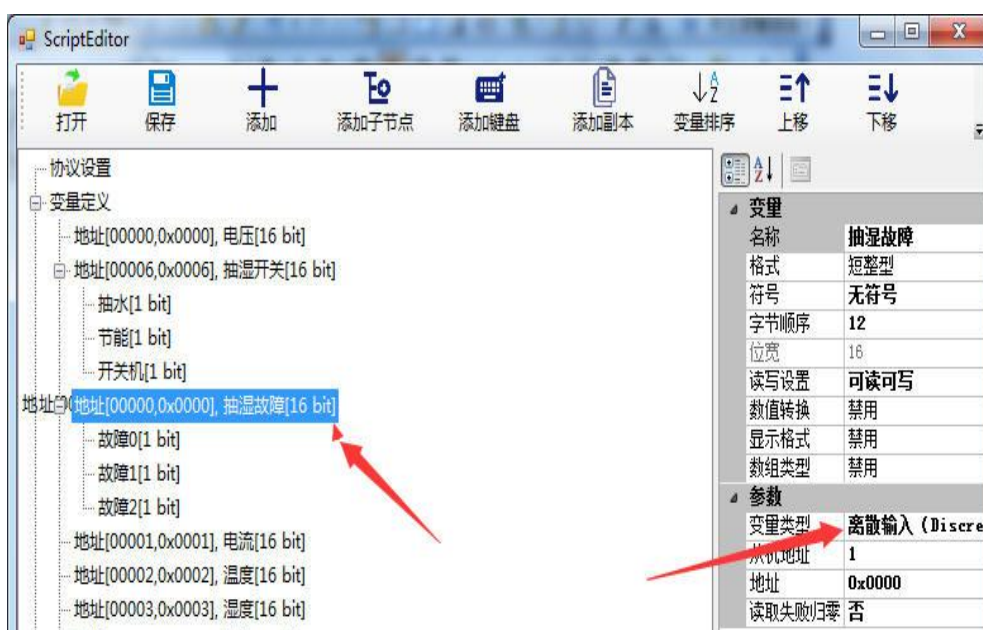 ScriptEditor
打开 保存 添加 添加子节点 添加键盘 添加副本 变量排序 上移 下移
协议设置
变量定义
地址[00000,0x0000], 电压[16 bit]
地址[00006,0x0006], 抽湿开关[16 bit]
抽水[1 bit]
节能[1 bit]
开关机[1 bit]
地址[00000,0x0000], 抽湿故障[16 bit]
故障0[1 bit]
故障1[1 bit]
故障2[1 bit]
地址[00001,0x0001], 电流[16 bit]
地址[00002,0x0002], 温度[16 bit]
地址[00003,0x0003], 湿度[16 bit]
变量
名称 抽湿故障
格式 短整型
符号 无符号
字节顺序 12
位宽 16
读写设置 可读可写
数值转换 禁用
显示格式 禁用
数组类型 禁用
参数
变量类型 离散输入 (Discre
从机地址 1
地址 0x0000
读取失败归零 否